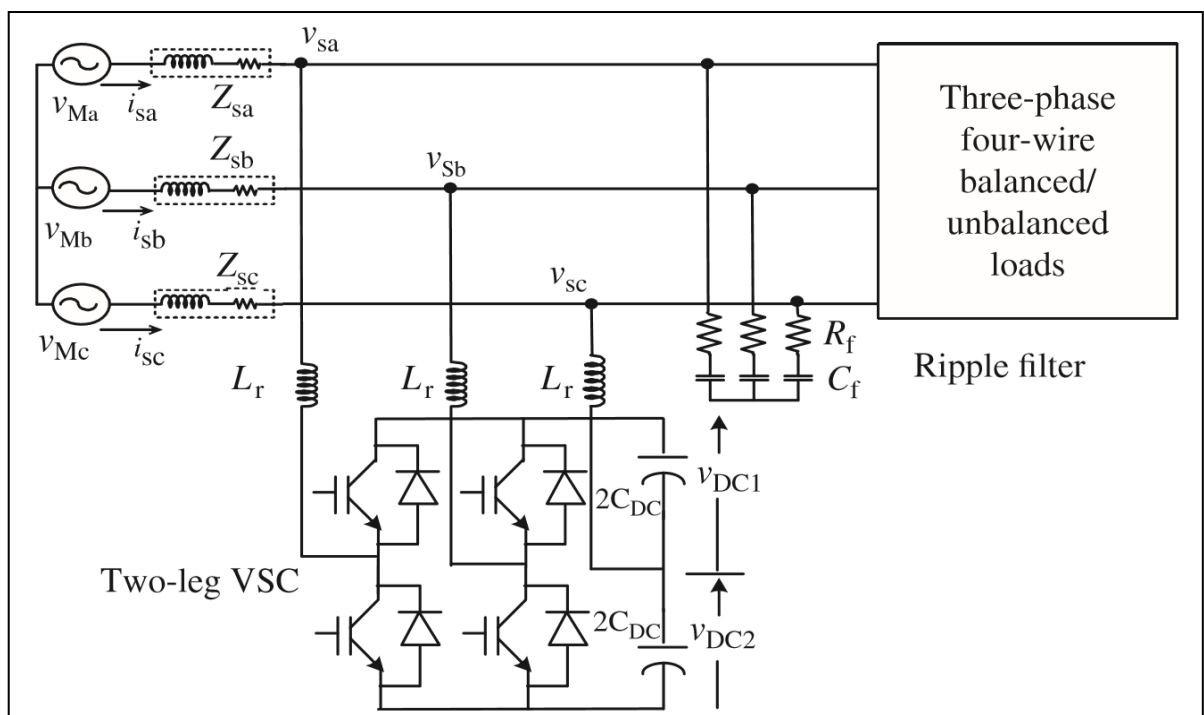 v_sa
v_Ma
i_sa
Z_sa
Z_sb
v_Sb
v_Mb
i_sb
Z_sc
v_sc
v_Mc
i_sc
Three-phase
four-wire
balanced/
unbalanced
loads
R_f
C_f
Ripple filter
L_r
L_r
L_r
2C_DC
v_DC1
Two-leg VSC
2C_DC
v_DC2